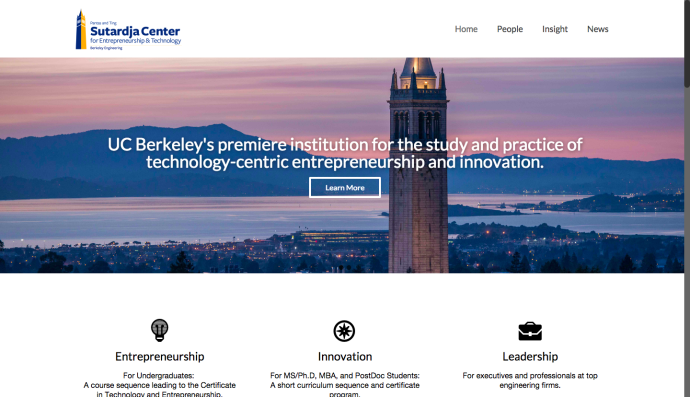 Pantas and Ting
Sutardja Center
for Entrepreneurship & Technology
Berkeley Engineering
Home People Insight News
UC Berkeley's premiere institution for the study and practice of
technology-centric entrepreneurship and innovation.
Learn More
Entrepreneurship
For Undergraduates:
A course sequence leading to the Certificate
in Technology and Entrepreneurship.
Innovation
For MS/Ph.D, MBA, and PostDoc Students:
A short curriculum sequence and certificate
program.
Leadership
For executives and professionals at top
engineering firms.